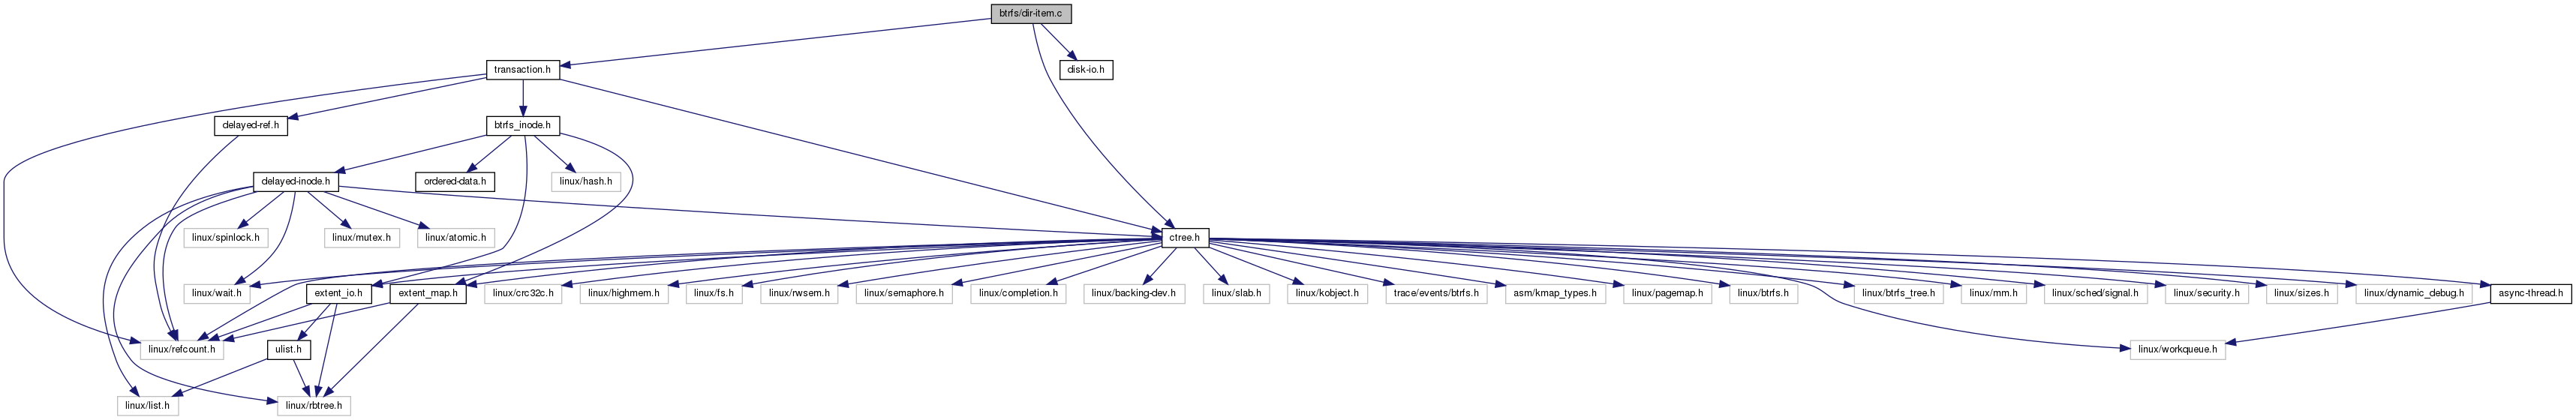 btrfs/dir-item.c
transaction.h
disk-io.h
delayed-ref.h
btrfs_inode.h
delayed-inode.h
ordered-data.h
linux/hash.h
linux/spinlock.h
linux/mutex.h
linux/atomic.h
ctree.h
linux/wait.h
extent_io.h
extent_map.h
linux/crc32c.h
linux/highmem.h
linux/fs.h
linux/rwsem.h
linux/semaphore.h
linux/completion.h
linux/backing-dev.h
linux/slab.h
linux/kobject.h
trace/events/btrfs.h
asm/kmap_types.h
linux/pagemap.h
linux/btrfs.h
linux/btrfs_tree.h
linux/mm.h
linux/sched/signal.h
linux/security.h
linux/sizes.h
linux/dynamic_debug.h
async-thread.h
linux/refcount.h
ulist.h
linux/workqueue.h
linux/list.h
linux/rbtree.h